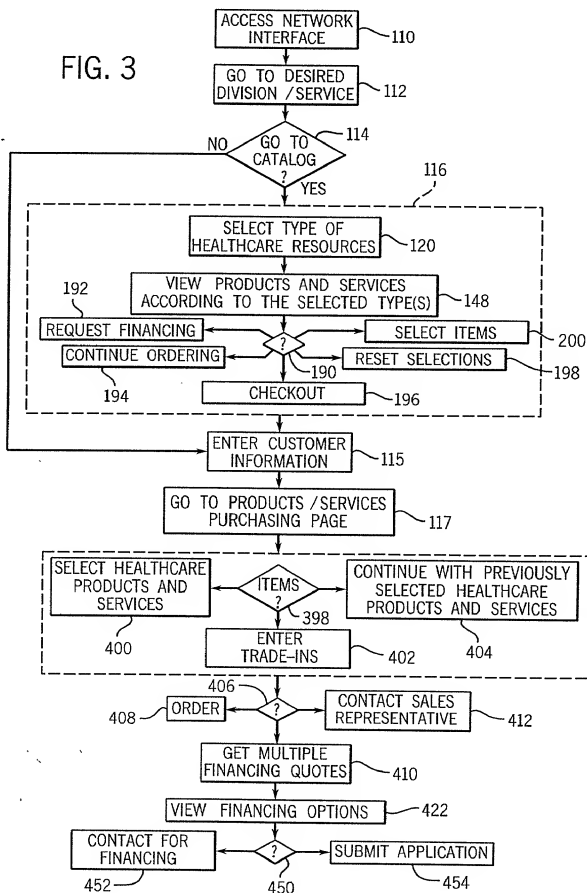 ACCESS NETWORK
INTERFACE
110
FIG. 3
GO TO DESIRED
DIVISION/SERVICE
112
114
NO
GO TO
CATALOG
?
YES
116
SELECT TYPE OF
HEALTHCARE RESOURCES
120
VIEW PRODUCTS AND SERVICES
ACCORDING TO THE SELECTED TYPE(S)
148
192
REQUEST FINANCING
SELECT ITEMS
200
?
CONTINUE ORDERING
RESET SELECTIONS
194
190
198
CHECKOUT
196
ENTER CUSTOMER
INFORMATION
115
GO TO PRODUCTS/SERVICES
PURCHASING PAGE
117
SELECT HEALTHCARE
PRODUCTS AND
SERVICES
400
ITEMS
?
398
CONTINUE WITH PREVIOUSLY
SELECTED HEALTHCARE
PRODUCTS AND SERVICES
404
ENTER
TRADE-INS
402
406
ORDER
408
?
CONTACT SALES
REPRESENTATIVE
412
GET MULTIPLE
FINANCING QUOTES
410
VIEW FINANCING OPTIONS
422
CONTACT FOR
FINANCING
452
?
450
SUBMIT APPLICATION
454